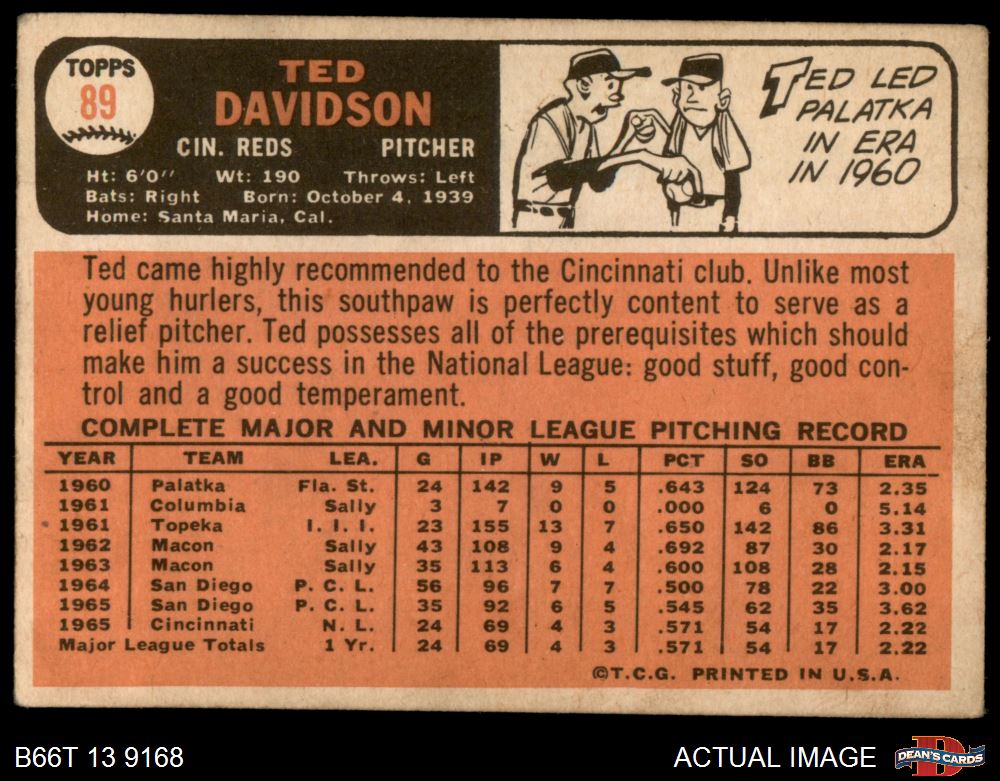 TOPPS
89
TED
DAVIDSON
CIN. REDS PITCHER
Ht: 6'0" Wt: 190 Throws: Left
Bats: Right Born: October 4, 1939
Home: Santa Maria, Cal.
TED LED
PALATKA
IN ERA
IN 1960
Ted came highly recommended to the Cincinnati club. Unlike most
young hurlers, this southpaw is perfectly content to serve as a
relief pitcher. Ted possesses all of the prerequisites which should
make him a success in the National League: good stuff, good con-
trol and a good temperament.
COMPLETE MAJOR AND MINOR LEAGUE PITCHING RECORD
YEAR TEAM LEA. G IP W L PCT SO BB ERA
1960 Palatka Fla. St. 24 142 9 5 .643 124 73 2.35
1961 Columbia Sally 3 7 0 0 .000 6 0 5.14
1961 Topeka I. I. I. 23 155 13 7 .650 142 86 3.31
1962 Macon Sally 43 108 9 4 .692 87 30 2.17
1963 Macon Sally 35 113 6 4 .600 108 28 2.15
1964 San Diego P. C. L. 56 96 7 7 .500 78 22 3.00
1965 San Diego P. C. L. 35 92 6 5 .545 62 35 3.62
1965 Cincinnati N. L. 24 69 4 3 .571 54 17 2.22
Major League Totals 1 Yr. 24 69 4 3 .571 54 17 2.22
©T.C.G. PRINTED IN U.S.A.
B66T 13 9168
ACTUAL IMAGE
D
DEAN'S CARDS